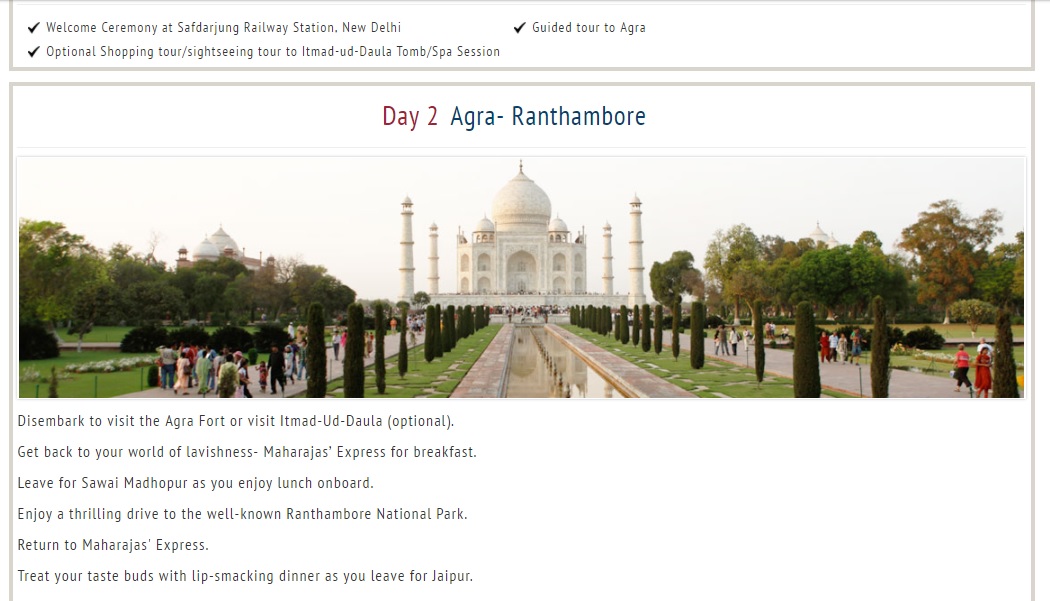 Welcome Ceremony at Safdarjung Railway Station, New Delhi
Guided tour to Agra
Optional Shopping tour/sightseeing tour to Itmad-ud-Daula Tomb/Spa Session
Day 2 Agra- Ranthambore
Disembark to visit the Agra Fort or visit Itmad-Ud-Daula (optional).
Get back to your world of lavishness- Maharajas’ Express for breakfast.
Leave for Sawai Madhopur as you enjoy lunch onboard.
Enjoy a thrilling drive to the well-known Ranthambore National Park.
Return to Maharajas' Express.
Treat your taste buds with lip-smacking dinner as you leave for Jaipur.